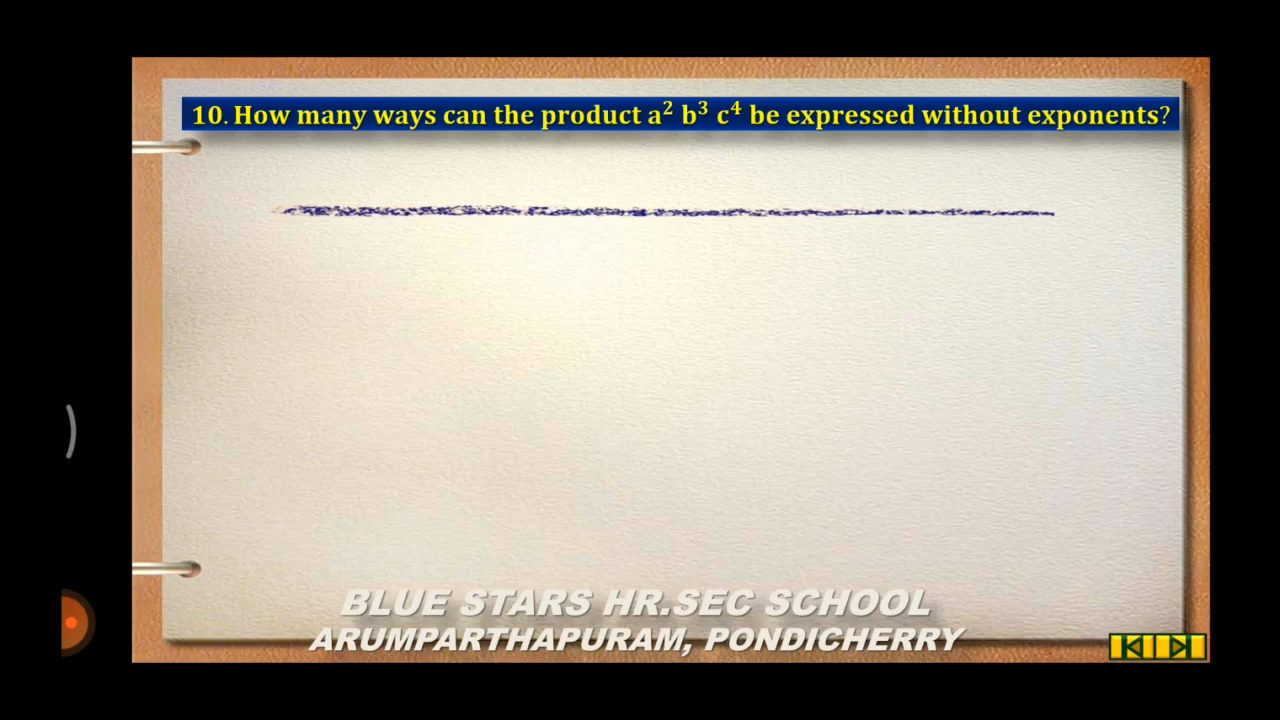 10. How many ways can the product a² b³ c⁴ be expressed without exponents?
BLUE STARS HR.SEC SCHOOL
ARUMPARTHAPURAM, PONDICHERRY